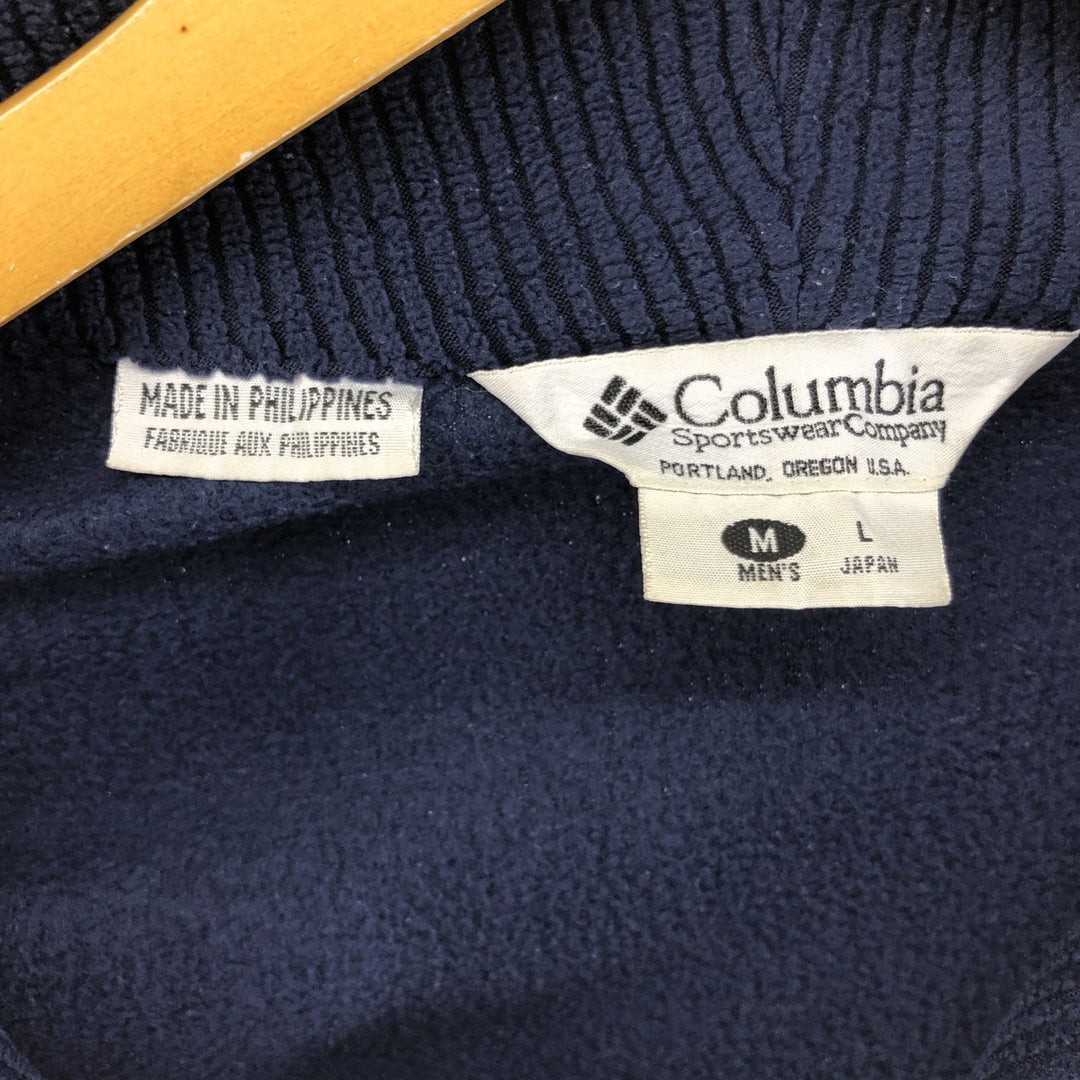 MADE IN PHILIPPINES
FABRIQUE AUX PHILIPPINES
Columbia
Sportswear Company
PORTLAND, OREGON U.S.A.
M L
MEN'S JAPAN